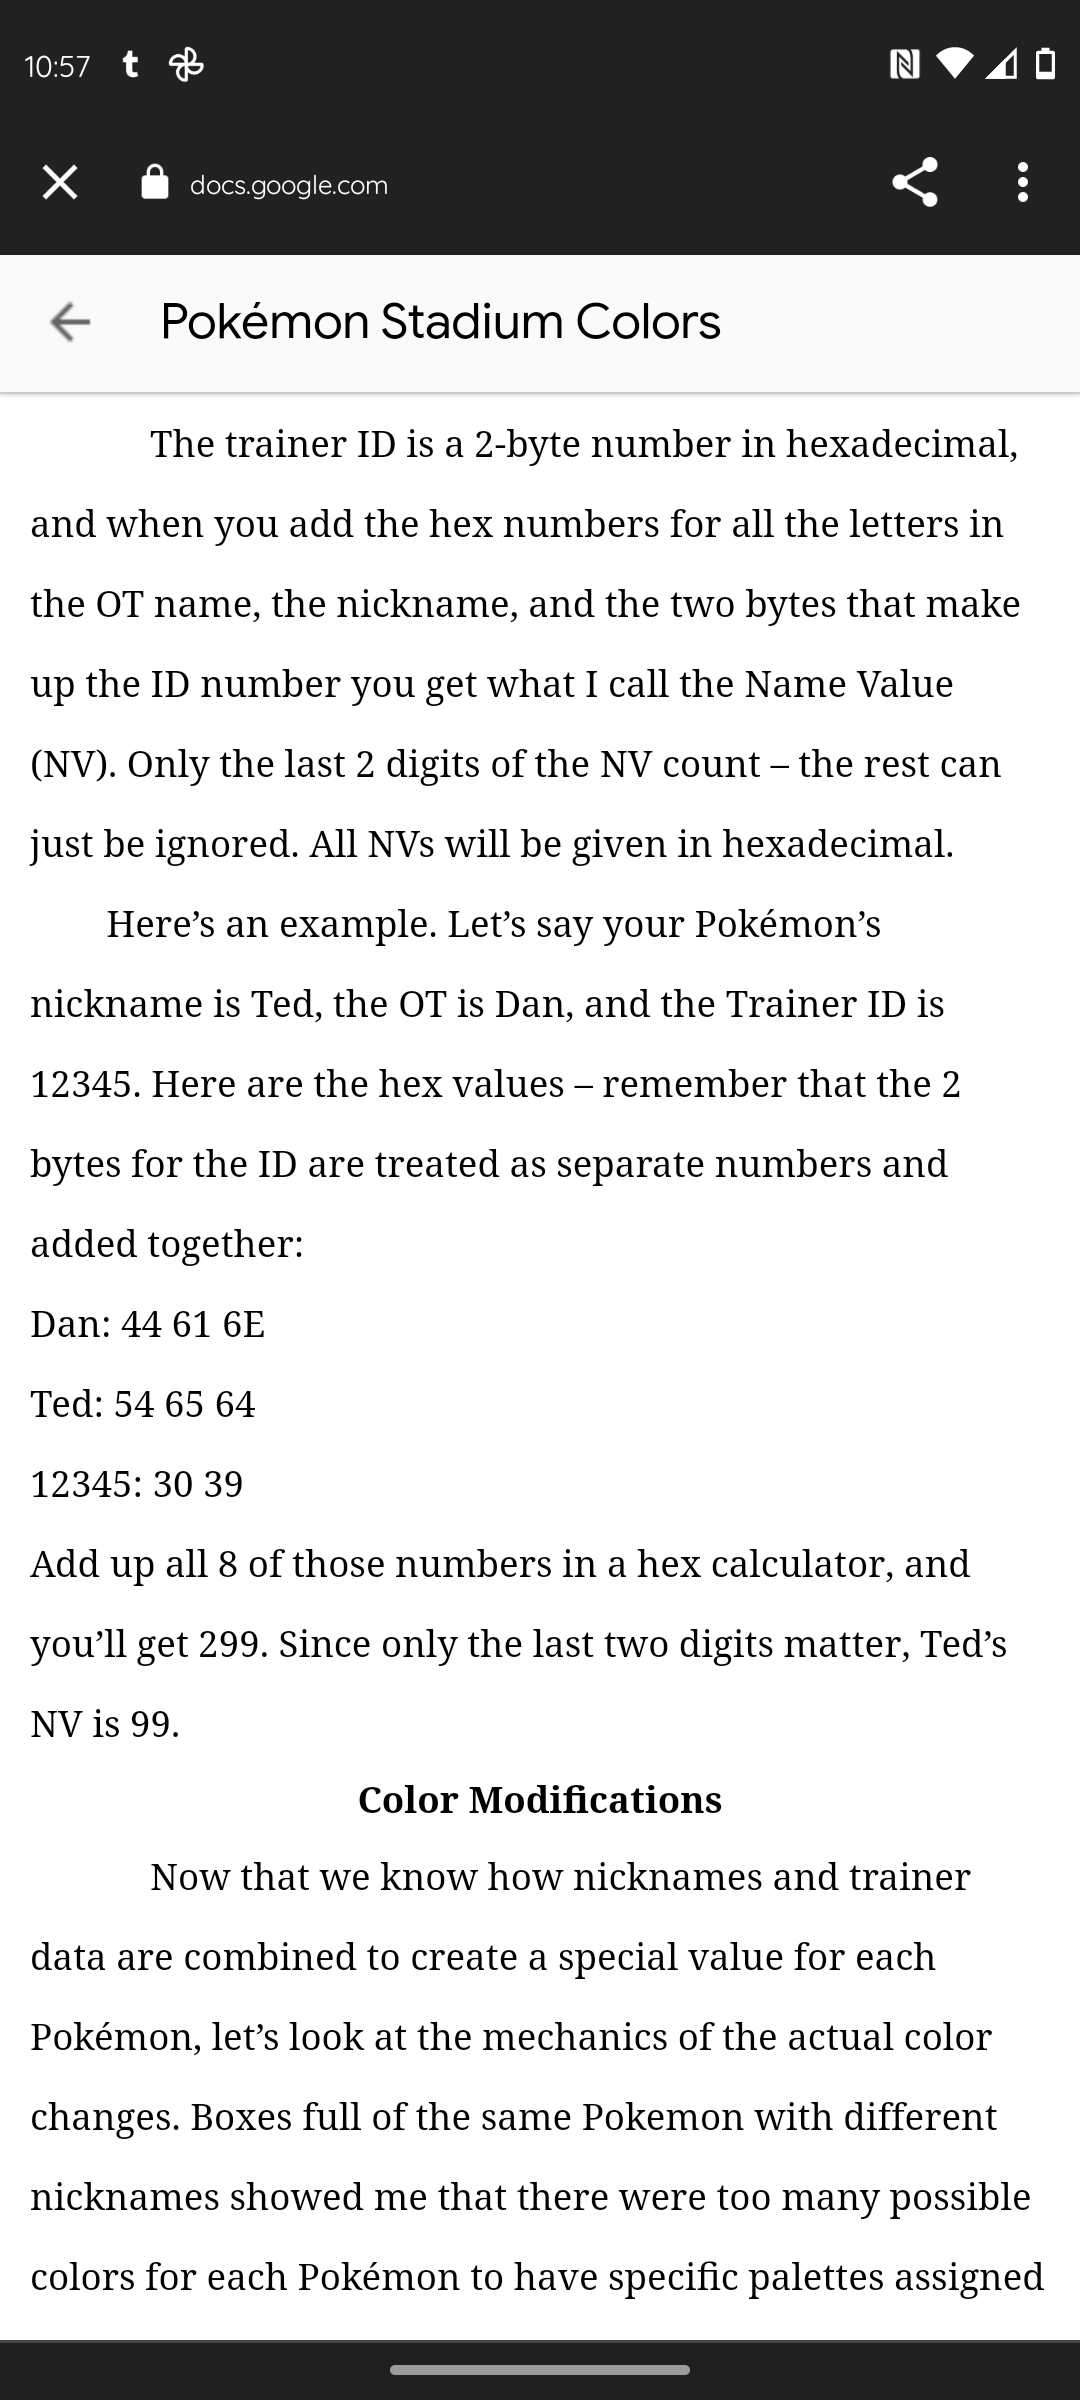 10:57
docs.google.com
Pokémon Stadium Colors
The trainer ID is a 2-byte number in hexadecimal,
and when you add the hex numbers for all the letters in
the OT name, the nickname, and the two bytes that make
up the ID number you get what I call the Name Value
(NV). Only the last 2 digits of the NV count – the rest can
just be ignored. All NVs will be given in hexadecimal.
Here’s an example. Let’s say your Pokémon’s
nickname is Ted, the OT is Dan, and the Trainer ID is
12345. Here are the hex values – remember that the 2
bytes for the ID are treated as separate numbers and
added together:
Dan: 44 61 6E
Ted: 54 65 64
12345: 30 39
Add up all 8 of those numbers in a hex calculator, and
you’ll get 299. Since only the last two digits matter, Ted’s
NV is 99.
Color Modifications
Now that we know how nicknames and trainer
data are combined to create a special value for each
Pokémon, let’s look at the mechanics of the actual color
changes. Boxes full of the same Pokemon with different
nicknames showed me that there were too many possible
colors for each Pokémon to have specific palettes assigned